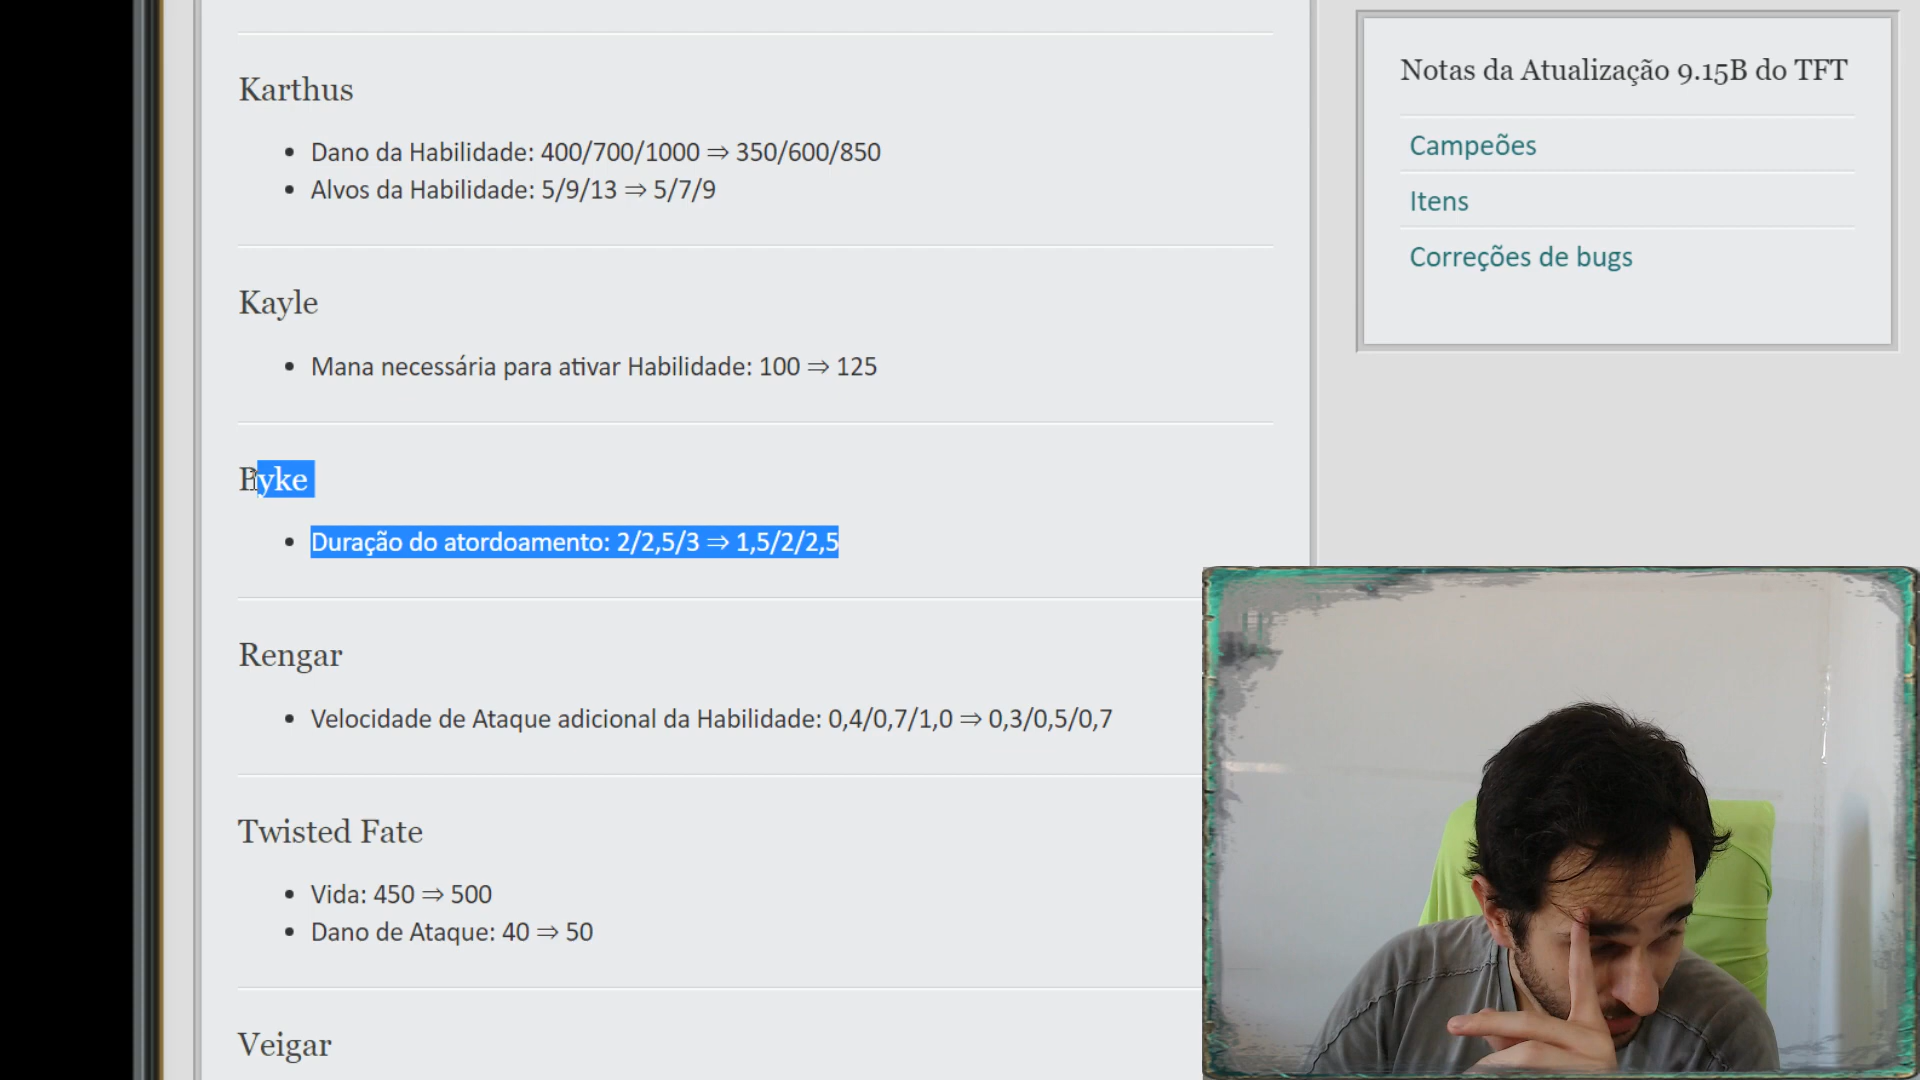 Karthus
• Dano da Habilidade: 400/700/1000 ⇒ 350/600/850
• Alvos da Habilidade: 5/9/13 ⇒ 5/7/9
Kayle
• Mana necessária para ativar Habilidade: 100 ⇒ 125
Pyke
• Duração do atordoamento: 2/2,5/3 ⇒ 1,5/2/2,5
Rengar
• Velocidade de Ataque adicional da Habilidade: 0,4/0,7/1,0 ⇒ 0,3/0,5/0,7
Twisted Fate
• Vida: 450 ⇒ 500
• Dano de Ataque: 40 ⇒ 50
Veigar
Notas da Atualização 9.15B do TFT
Campeões
Itens
Correções de bugs